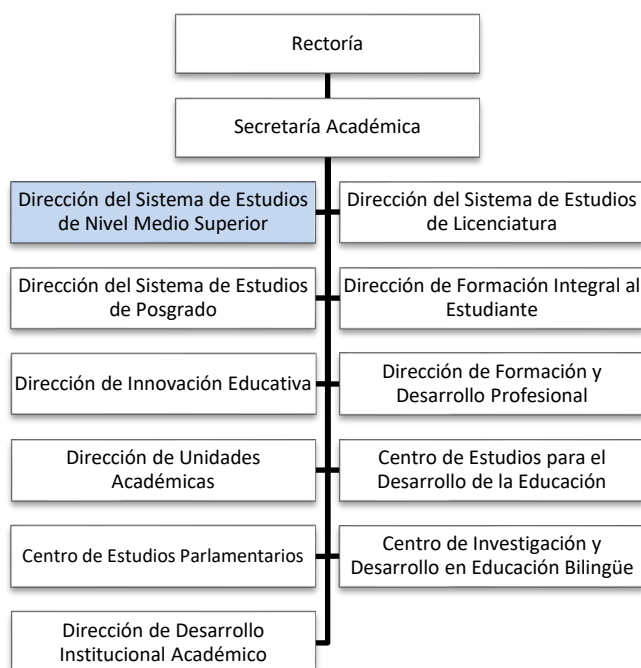 Rectoría
Secretaría Académica
Dirección del Sistema de Estudios
de Nivel Medio Superior
Dirección del Sistema de Estudios
de Licenciatura
Dirección del Sistema de Estudios
de Posgrado
Dirección de Formación Integral al
Estudiante
Dirección de Innovación Educativa
Dirección de Formación y
Desarrollo Profesional
Dirección de Unidades
Académicas
Centro de Estudios para el
Desarrollo de la Educación
Centro de Estudios Parlamentarios
Centro de Investigación y
Desarrollo en Educación Bilingüe
Dirección de Desarrollo
Institucional Académico